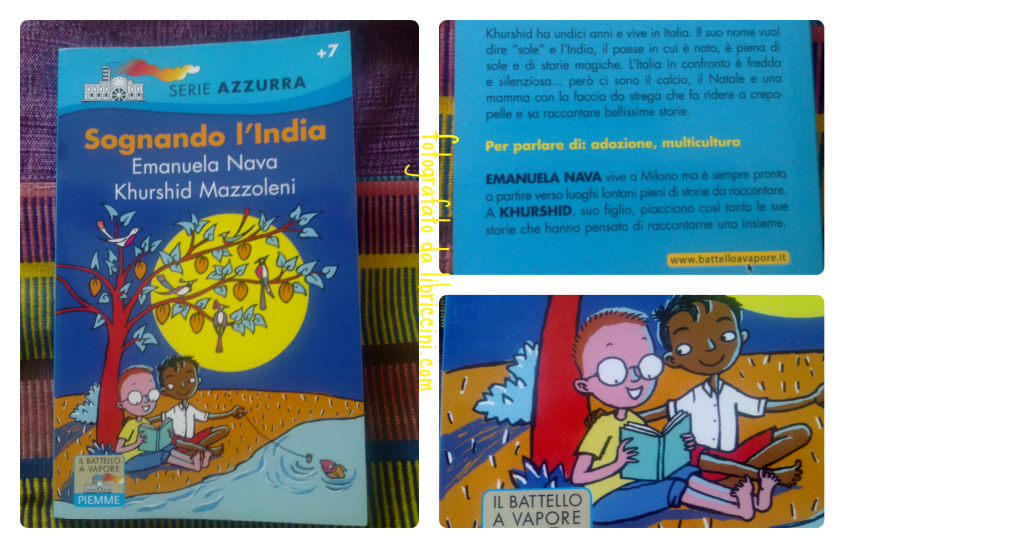 +7
SERIE AZZURRA
Sognando l'India
Emanuela Nava
Khurshid Mazzoleni
IL BATTELLO
A VAPORE
PIEMME
fotografato da libriccini.com
Khurshid ha undici anni e vive in Italia. Il suo nome vuol
dire "sole" e l'India, il paese in cui è nato, è piena di
sole e di storie magiche. L'Italia in confronto è fredda
e silenziosa... però ci sono il calcio, il Natale e una
mamma con la faccia da strega che fa ridere a crepa-
pelle e sa raccontare bellissime storie.
Per parlare di: adozione, multicultura
EMANUELA NAVA vive a Milano ma è sempre pronta
a partire verso luoghi lontani pieni di storie da raccontare.
A KHURSHID, suo figlio, piacciono così tanto le sue
storie che hanno pensato di raccontarne una insieme.
www.battelloavapore.it
IL BATTELLO
A VAPORE